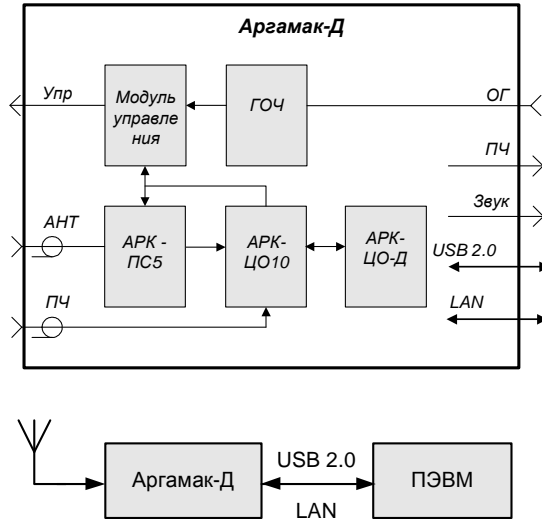 Аргамак-Д
Упр
Модуль
управле
ния
ГОЧ
ОГ
ПЧ
Звук
АНТ
АРК -
ПС5
АРК-
ЦО10
АРК-
ЦО-Д
USB 2.0
ПЧ
LAN
Аргамак-Д
USB 2.0
LAN
ПЭВМ